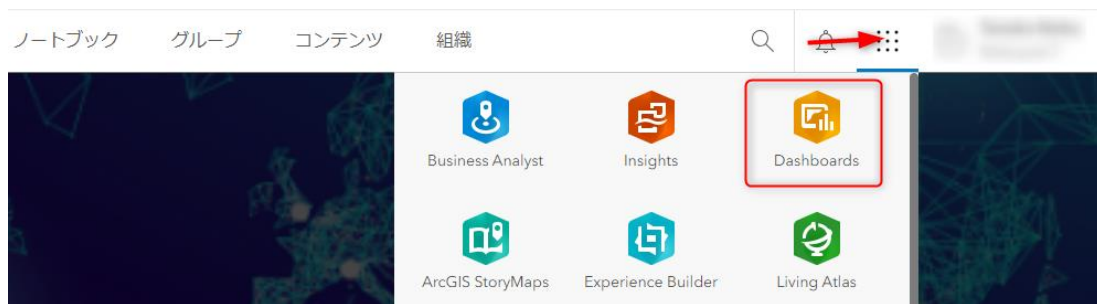 ノートブック グループ コンテンツ 組織
Business Analyst Insights Dashboards
ArcGIS StoryMaps Experience Builder Living Atlas